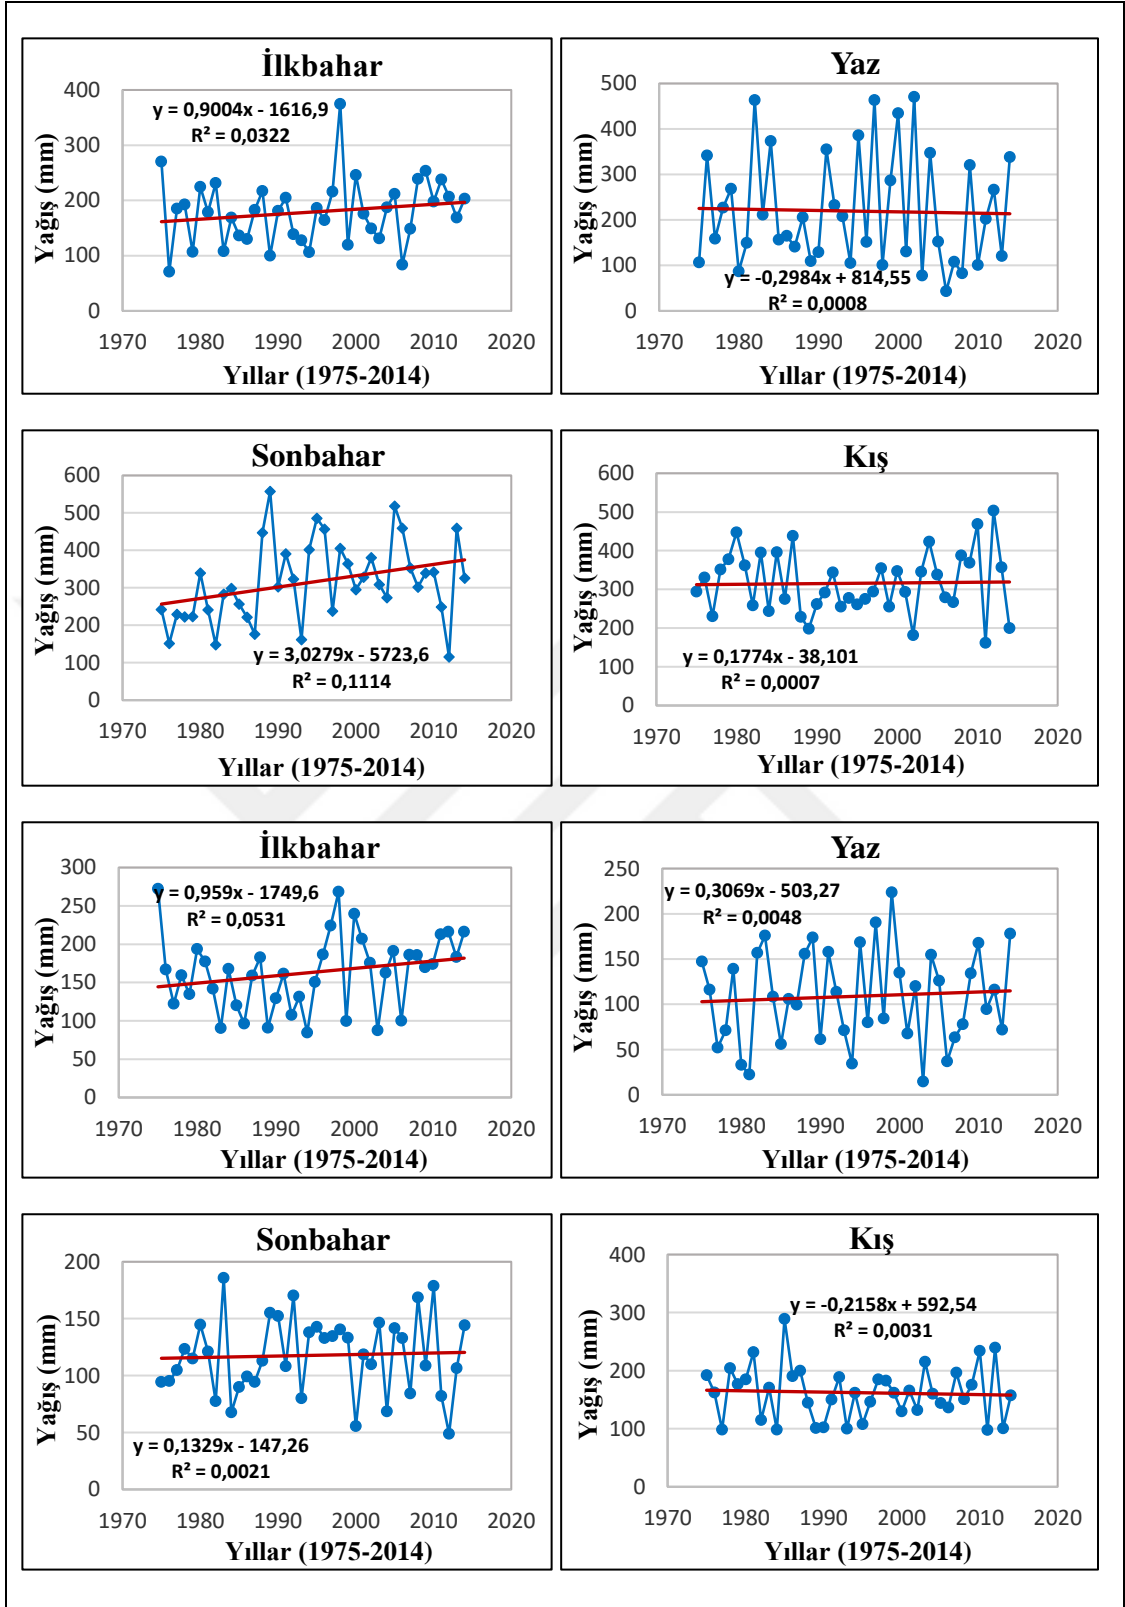 İlkbahar
y = 0,9004x - 1616,9
R² = 0,0322
400
300
200
100
0
Yağış (mm)
1970 1980 1990 2000 2010 2020
Yıllar (1975-2014)
Yaz
500
400
300
200
100
0
Yağış (mm)
y = -0,2984x + 814,55
R² = 0,0008
1970 1980 1990 2000 2010 2020
Yıllar (1975-2014)
Sonbahar
600
500
400
300
200
100
0
Yağış (mm)
y = 3,0279x - 5723,6
R² = 0,1114
1970 1980 1990 2000 2010 2020
Yıllar (1975-2014)
Kış
600
500
400
300
200
100
0
Yağış (mm)
y = 0,1774x - 38,101
R² = 0,0007
1970 1980 1990 2000 2010 2020
Yıllar (1975-2014)
İlkbahar
300
250
200
150
100
50
0
Yağış (mm)
y = 0,959x - 1749,6
R² = 0,0531
1970 1980 1990 2000 2010 2020
Yıllar (1975-2014)
Yaz
250
200
150
100
50
0
Yağış (mm)
y = 0,3069x - 503,27
R² = 0,0048
1970 1980 1990 2000 2010 2020
Yıllar (1975-2014)
Sonbahar
200
150
100
50
0
Yağış (mm)
y = 0,1329x - 147,26
R² = 0,0021
1970 1980 1990 2000 2010 2020
Yıllar (1975-2014)
Kış
400
300
200
100
0
Yağış (mm)
y = -0,2158x + 592,54
R² = 0,0031
1970 1980 1990 2000 2010 2020
Yıllar (1975-2014)